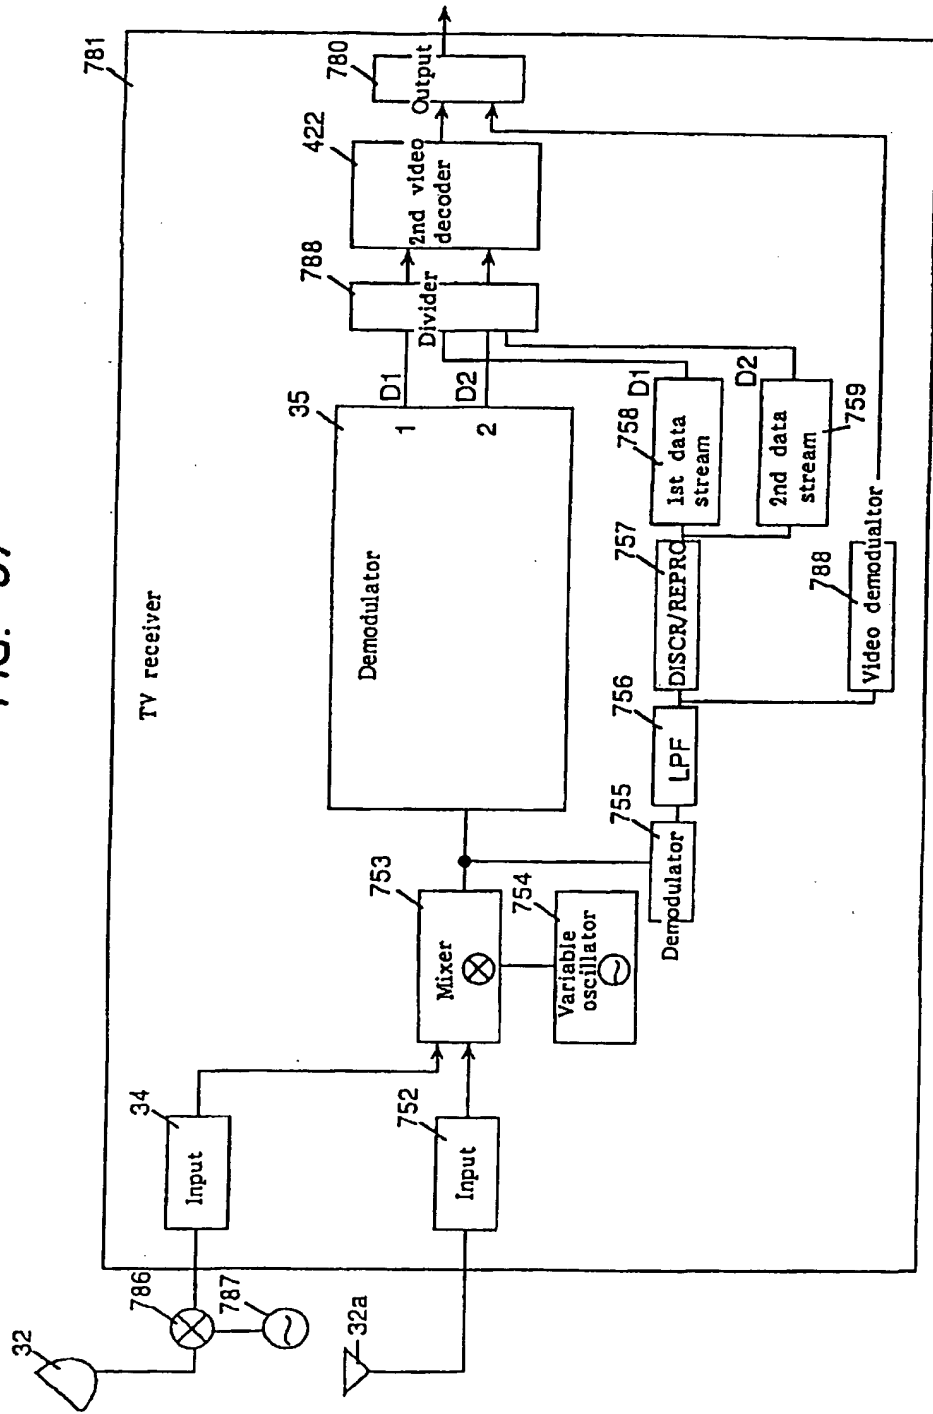 781
TV receiver
32
786
787
34
Input
32a
752
Input
753
Mixer
754
Variable
oscillator
35
Demodulator
1
2
D1
D2
788
Divider
422
2nd video
decoder
780
Output
755
Demodulator
756
LPF
757
DISCR/REPRO
758
1st data
stream
D1
759
2nd data
stream
D2
788
Video demodualtor